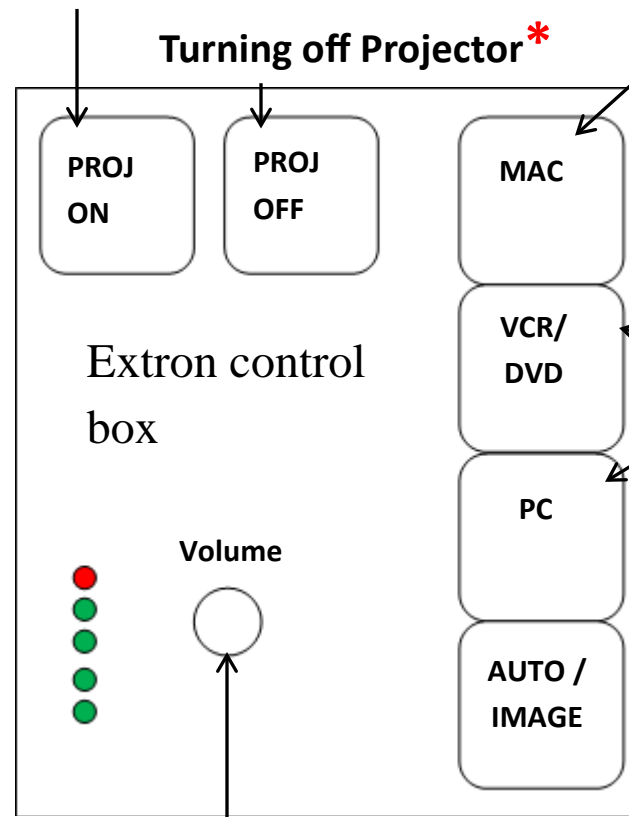 Turning off Projector*
PROJ
ON
PROJ
OFF
MAC
VCR/
DVD
Extron control
box
PC
Volume
AUTO /
IMAGE